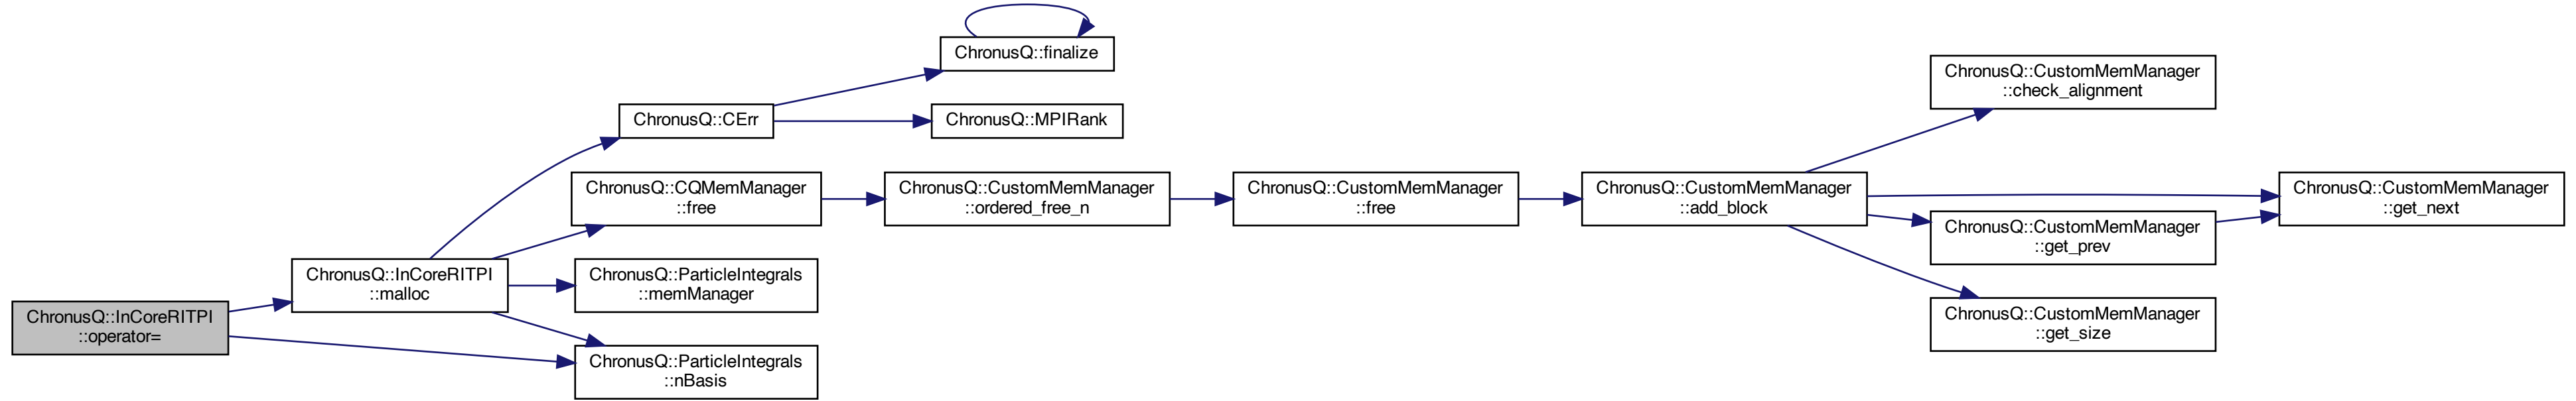 ChronusQ::InCoreRITPI
::operator=
ChronusQ::InCoreRITPI
::malloc
ChronusQ::CErr
ChronusQ::finalize
ChronusQ::MPIRank
ChronusQ::CQMemManager
::free
ChronusQ::CustomMemManager
::ordered_free_n
ChronusQ::CustomMemManager
::free
ChronusQ::CustomMemManager
::add_block
ChronusQ::CustomMemManager
::check_alignment
ChronusQ::CustomMemManager
::get_next
ChronusQ::CustomMemManager
::get_prev
ChronusQ::CustomMemManager
::get_size
ChronusQ::ParticleIntegrals
::memManager
ChronusQ::ParticleIntegrals
::nBasis